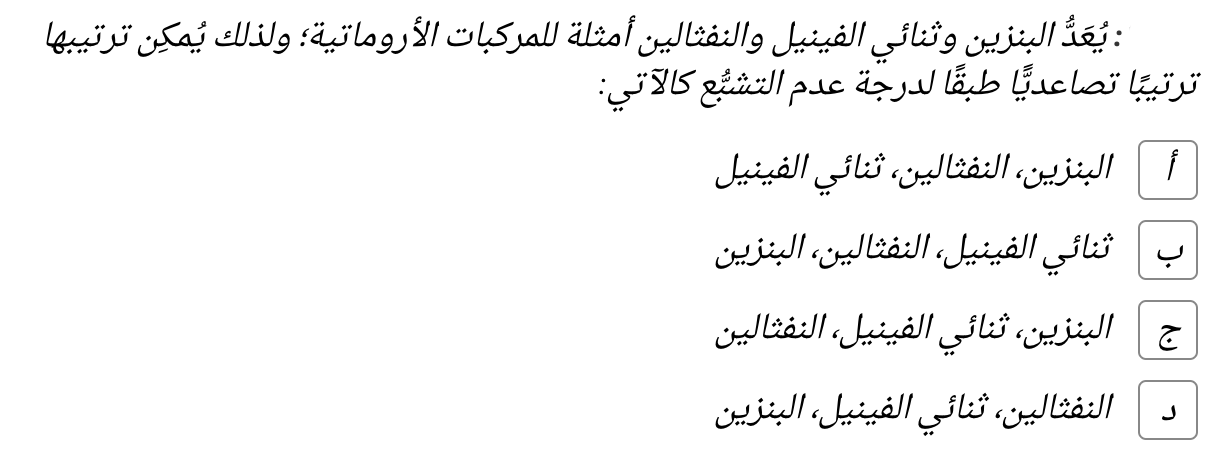 : يُعَدُّ البنزين وثنائي الفينيل والنفثالين أمثلة للمركبات الأروماتية؛ ولذلك يُمكِن ترتيبها
ترتيبًا تصاعديًّا طبقًا لدرجة عدم التشبُّع كالآتي:
أ البنزين، النفثالين، ثنائي الفينيل
ب ثنائي الفينيل، النفثالين، البنزين
ج البنزين، ثنائي الفينيل، النفثالين
د النفثالين، ثنائي الفينيل، البنزين